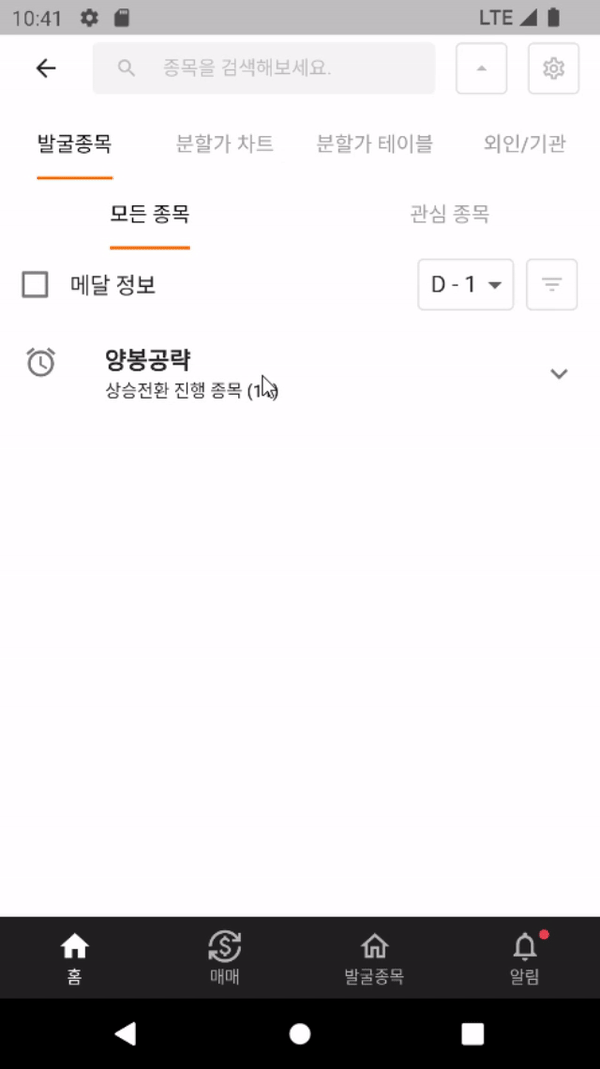 10:41 LTE
종목을 검색해보세요.
발굴종목 분할가 차트 분할가 테이블 외인/기관
모든 종목 관심 종목
메달 정보 D - 1
양봉공략
상승전환 진행 종목
홈 매매 발굴종목 알림